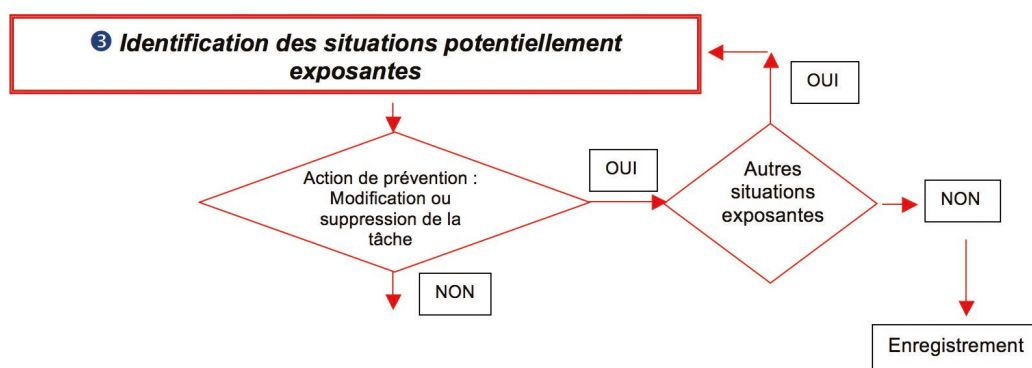 ❸ Identification des situations potentiellement
exposantes
OUI
Action de prévention :
Modification ou
suppression de la
tâche
OUI
Autres
situations
exposantes
NON
NON
Enregistrement